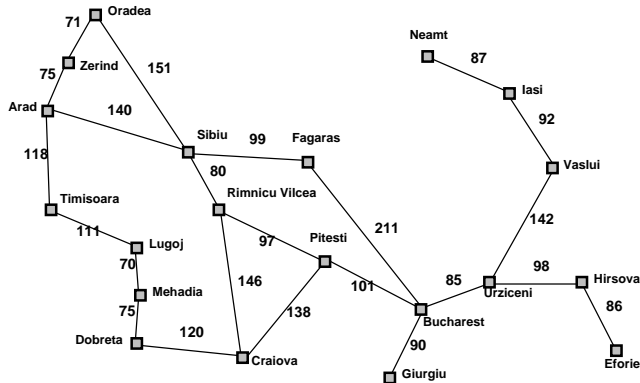 Oradea
71
Neamt
Zerind
87
75
151
Iasi
Arad
140
92
Sibiu
99
Fagaras
118
80
Vaslui
Timisoara
Rimnicu Vilcea
211
142
111
Lugoj
97
Pitesti
70
146
101
85
98
Hirsova
Mehadia
Urziceni
75
138
86
Bucharest
Dobreta
120
90
Craiova
Eforie
Giurgiu